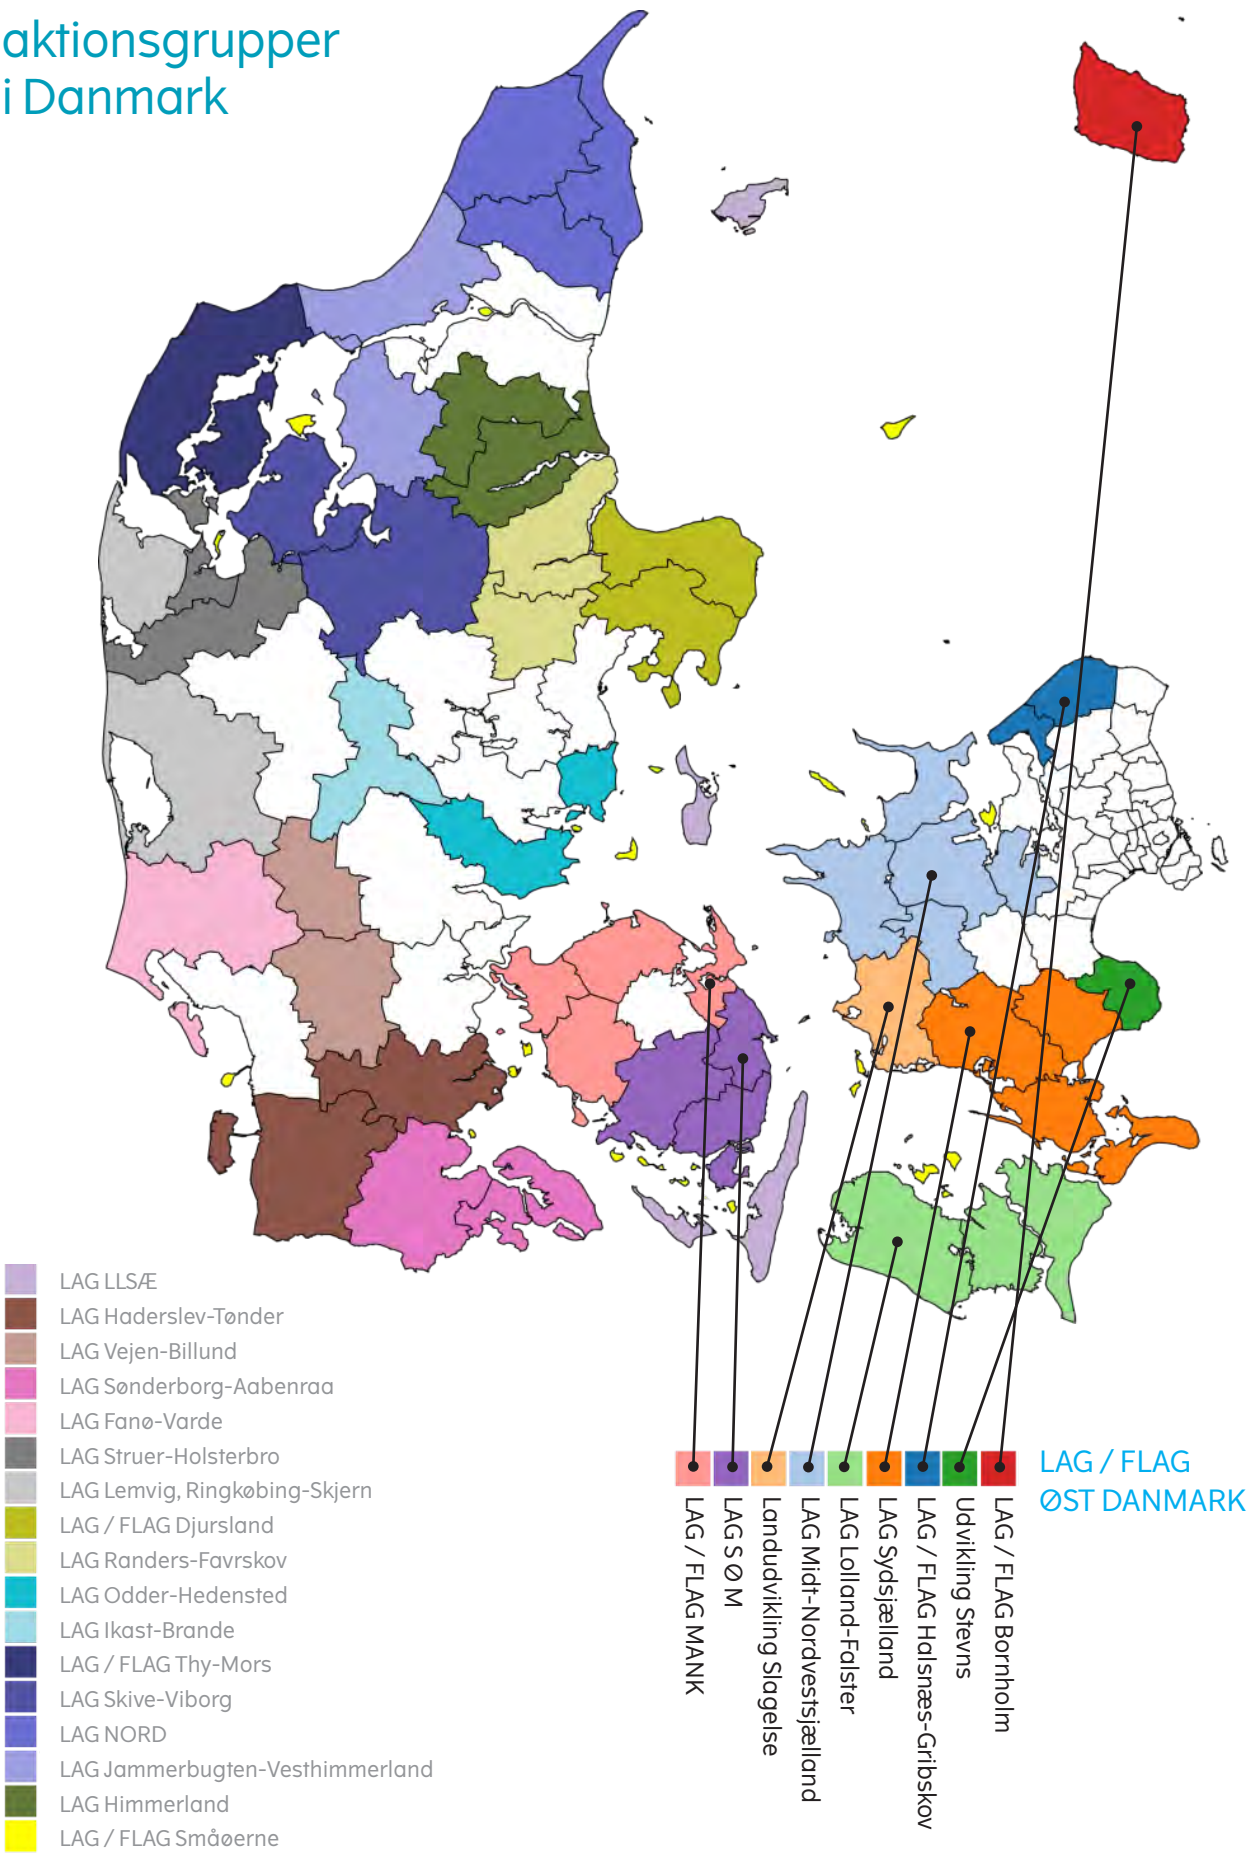 aktionsgrupper
i Danmark
LAG LLSÆ
LAG Haderslev-Tønder
LAG Vejen-Billund
LAG Sønderborg-Aabenraa
LAG Fanø-Varde
LAG Struer-Holsterbro
LAG Lemvig, Ringkøbing-Skjern
LAG / FLAG Djursland
LAG Randers-Favrskov
LAG Odder-Hedensted
LAG Ikast-Brande
LAG / FLAG Thy-Mors
LAG Skive-Viborg
LAG NORD
LAG Jammerbugten-Vesthimmerland
LAG Himmerland
LAG / FLAG Småøerne
LAG / FLAG MANK
LAG S Ø M
Landudvikling Slagelse
LAG Midt-Nordvestsjælland
LAG Lolland-Falster
LAG Sydsjælland
LAG / FLAG Halsnæs-Gribskov
Udvikling Stevns
LAG / FLAG Bornholm
LAG / FLAG
ØST DANMARK